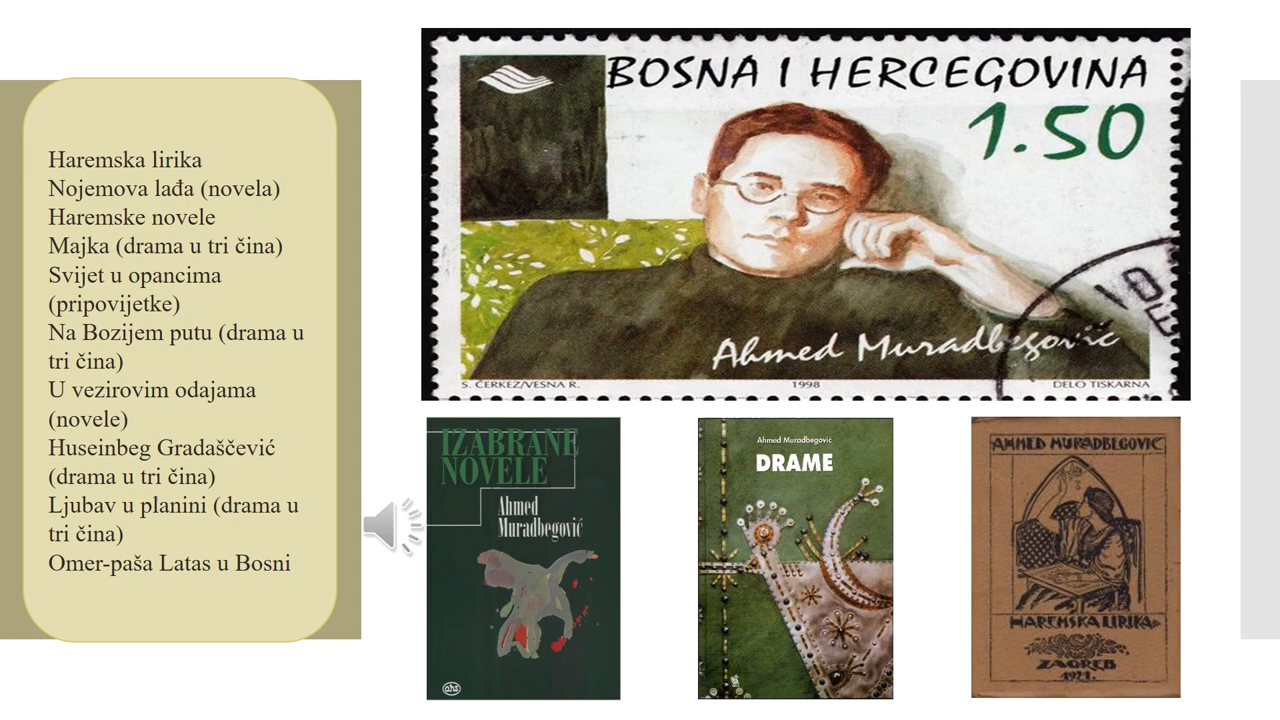 Haremska lirika
Nojemova lađa (novela)
Haremske novele
Majka (drama u tri čina)
Svijet u opancima
(pripovijetke)
Na Bozijem putu (drama u
tri čina)
U vezirovim odajama
(novele)
Huseinbeg Gradaščević
(drama u tri čina)
Ljubav u planini (drama u
tri čina)
Omer-paša Latas u Bosni
BOSNA I HERCEGOVINA
1.50
Ahmed Muradbegović
S. ČERKEZ/VESNA R.
1998
DELO TISKARNA
IZABRANE
NOVELE
Ahmed
Muradbegović
Ahmed Muradbegović
DRAME
AHMED MURADBEGOVIĆ
HAREMSKA LIRIKA
ZAGREB
1921.